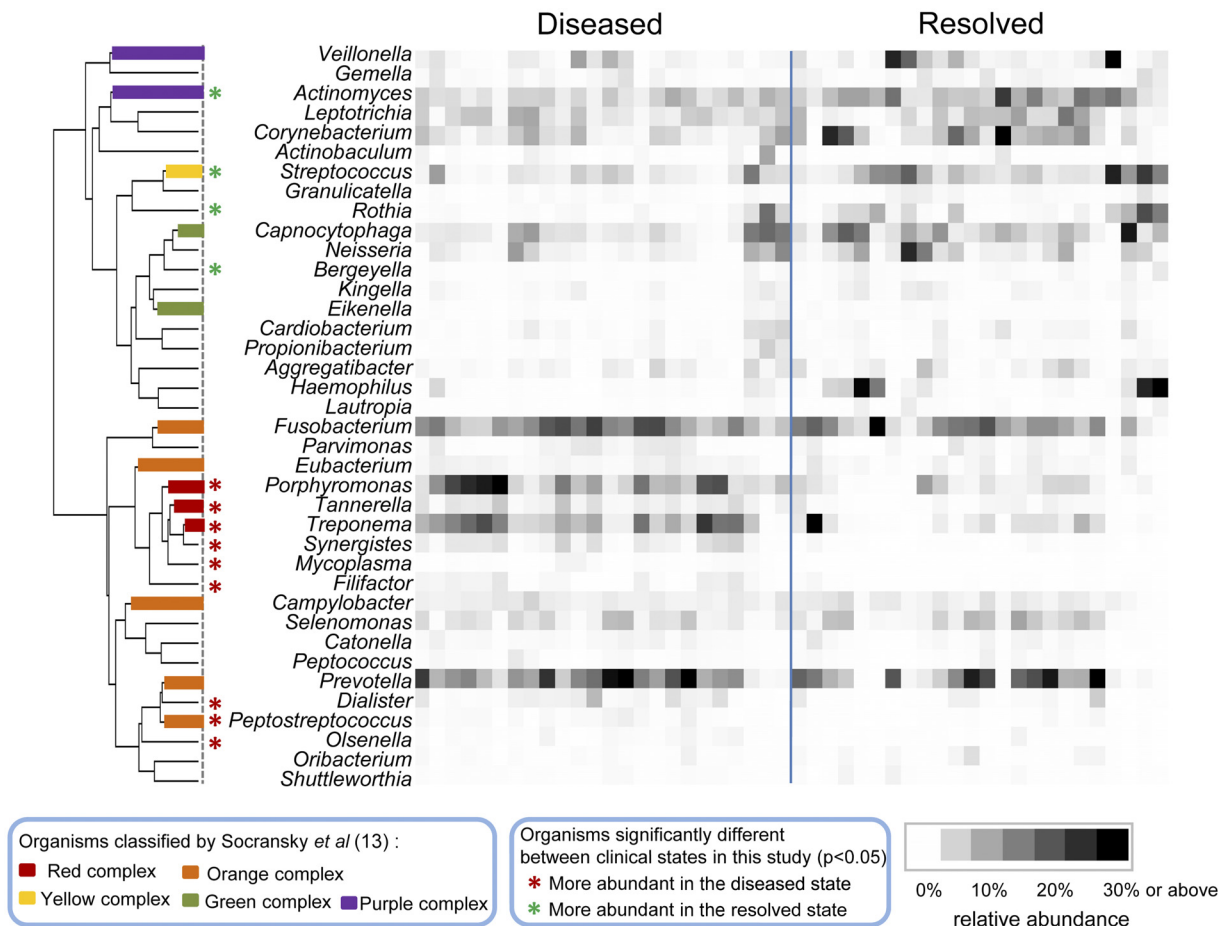 Diseased Resolved
Veillonella
Gemella
* Actinomyces
Leptotrichia
Corynebacterium
Actinobaculum
* Streptococcus
Granulicatella
* Rothia
Capnocytophaga
Neisseria
* Bergeyella
Kingella
Eikenella
Cardiobacterium
Propionibacterium
Aggregatibacter
Haemophilus
Lautropia
Fusobacterium
Parvimonas
Eubacterium
* Porphyromonas
* Tannerella
* Treponema
* Synergistes
* Mycoplasma
* Filifactor
Campylobacter
Selenomonas
Catonella
Peptococcus
Prevotella
* Dialister
* Peptostreptococcus
* Olsenella
Oribacterium
Shuttleworthia
Organisms classified by Socransky et al (13) :
Red complex Orange complex
Yellow complex Green complex Purple complex
Organisms significantly different
between clinical states in this study (p<0.05)
* More abundant in the diseased state
* More abundant in the resolved state
0% 10% 20% 30% or above
relative abundance